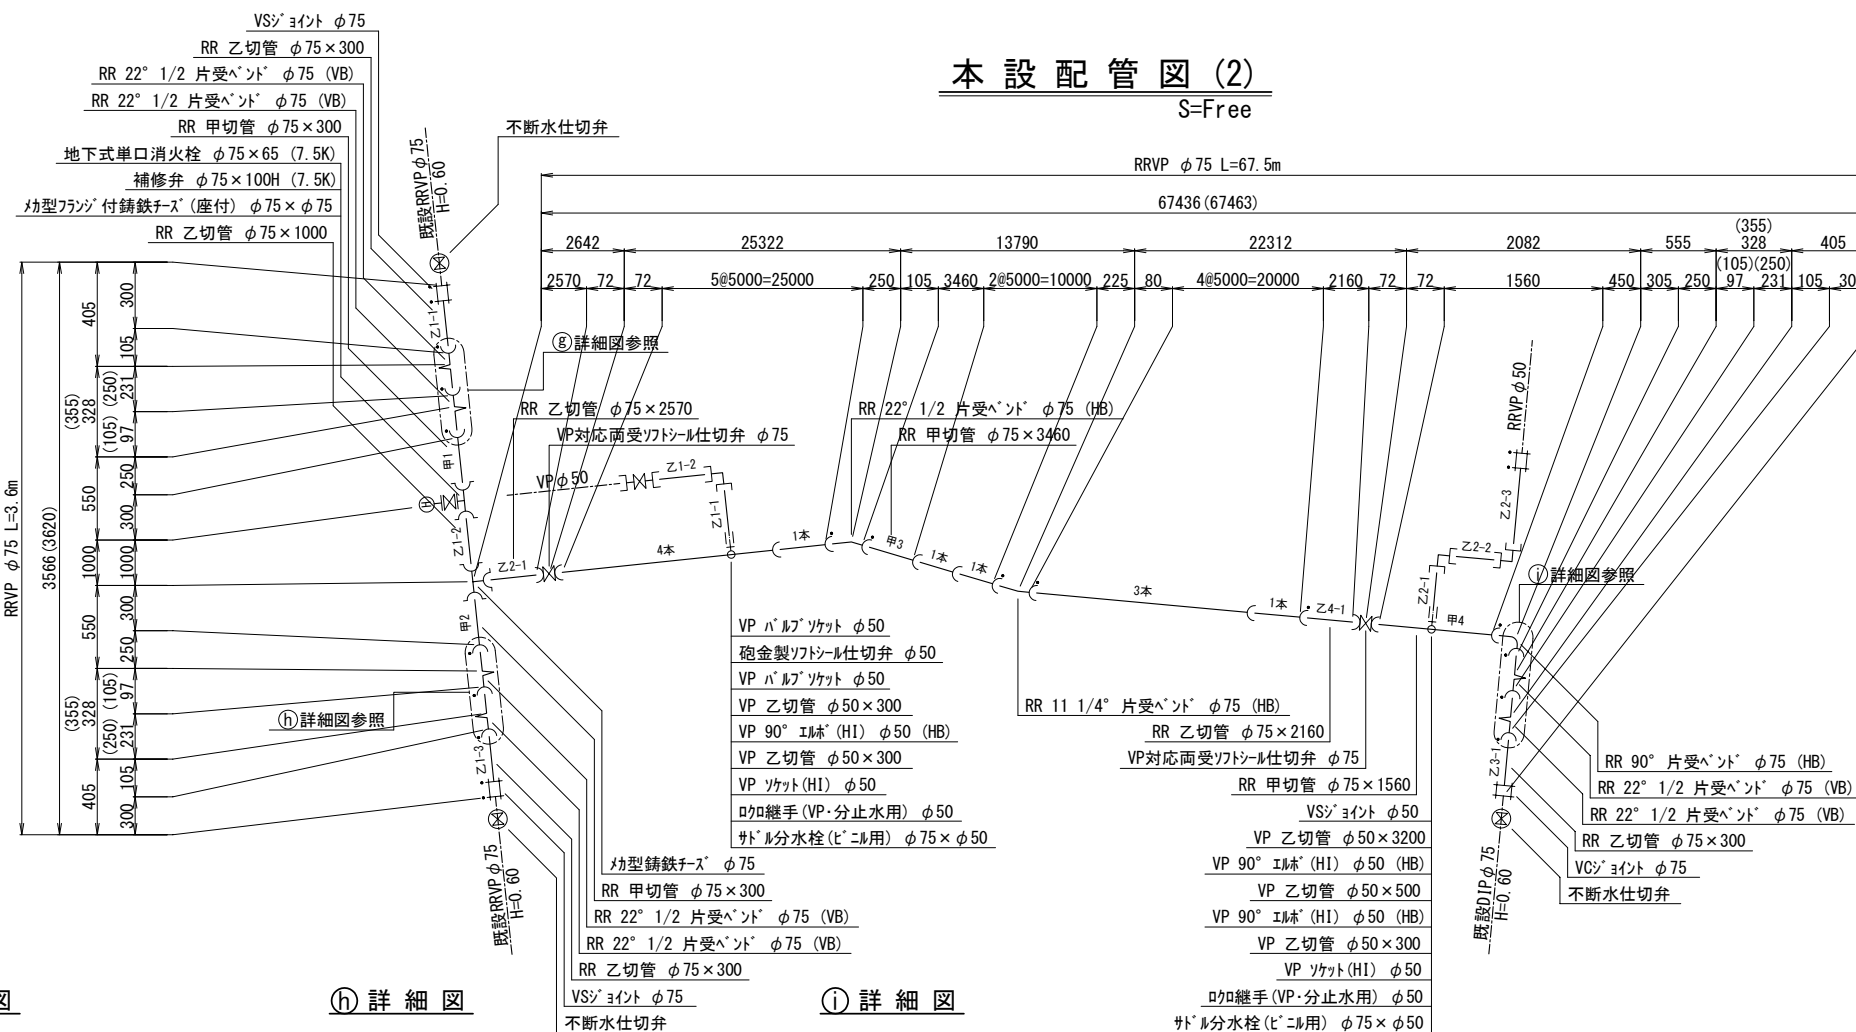 本設配管図 (2)
S=Free
VSジョイント φ75
RR 乙切管 φ75×300
RR 22° 1/2 片受ベンド φ75 (VB)
RR 22° 1/2 片受ベンド φ75 (VB)
RR 甲切管 φ75×300
地下式単口消火栓 φ75×65 (7.5K)
補修弁 φ75×100H (7.5K)
メカ型フランジ付鋳鉄チーズ(座付) φ75×φ75
RR 乙切管 φ75×1000
既設RRVPφ75
H=0.60
不断水仕切弁
RRVP φ75 L=67.5m
67436(67463)
2642
25322
13790
22312
2082
555
(355)
328
405
2570
72
72
5@5000=25000
250
105
3460
2@5000=10000
225
80
4@5000=20000
2160
72
72
1560
450
305
250
(105)(250)
97
231
105
30
RRVP φ75 L=3.6m
3566(3620)
405
(355)
328
550
1000
550
(355)
328
405
300
105
(250)
231
(105)
97
250
300
1000
300
250
(105)
97
(250)
231
105
300
乙1-1
甲1
H
乙1-2
甲2
乙1-3
ⓖ詳細図参照
RR 乙切管 φ75×2570
VP対応両受ソフトシール仕切弁 φ75
VPφ50
乙1-2
乙1-1
乙2-1
4本
1本
RR 22° 1/2 片受ベンド φ75 (HB)
RR 甲切管 φ75×3460
甲3
1本
1本
3本
1本
乙4-1
甲4
RRVPφ50
乙2-3
乙2-2
乙2-1
ⓘ詳細図参照
乙3-1
ⓗ詳細図参照
VP バルブソケット φ50
砲金製ソフトシール仕切弁 φ50
VP バルブソケット φ50
VP 乙切管 φ50×300
VP 90° エルボ(HI) φ50 (HB)
VP 乙切管 φ50×300
VP ソケット(HI) φ50
ロクロ継手(VP･分止水用) φ50
サドル分水栓(ビニル用) φ75×φ50
RR 11 1/4° 片受ベンド φ75 (HB)
RR 乙切管 φ75×2160
VP対応両受ソフトシール仕切弁 φ75
RR 甲切管 φ75×1560
VSジョイント φ50
VP 乙切管 φ50×3200
VP 90° エルボ(HI) φ50 (HB)
VP 乙切管 φ50×500
VP 90° エルボ(HI) φ50 (HB)
VP 乙切管 φ50×300
VP ソケット(HI) φ50
ロクロ継手(VP･分止水用) φ50
サドル分水栓(ビニル用) φ75×φ50
RR 90° 片受ベンド φ75 (HB)
RR 22° 1/2 片受ベンド φ75 (VB)
RR 22° 1/2 片受ベンド φ75 (VB)
RR 乙切管 φ75×300
VCジョイント φ75
不断水仕切弁
既設DIPφ75
H=0.60
メカ型鋳鉄チーズ φ75
RR 甲切管 φ75×300
RR 22° 1/2 片受ベンド φ75 (VB)
RR 22° 1/2 片受ベンド φ75 (VB)
RR 乙切管 φ75×300
VSジョイント φ75
不断水仕切弁
既設RRVPφ75
H=0.60
図
ⓗ詳細図
ⓘ詳細図